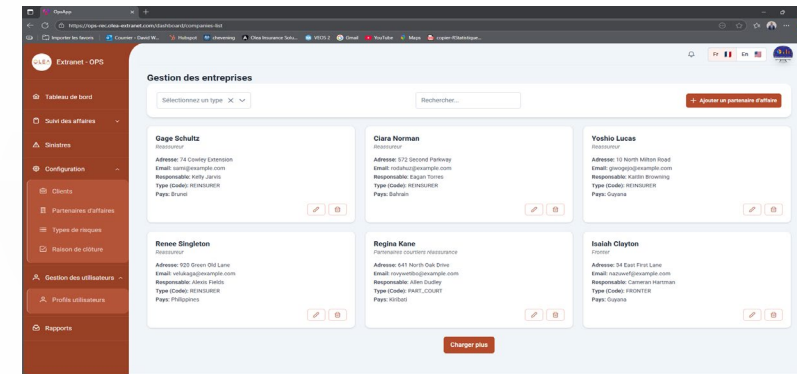 OpsApp
https://ops-rec.olea-extranet.com/dashboard/companies-list
Importer les favoris
Courrier - David W...
Hubspot
chevening
Olea Insurance Solu...
VEOS 2
Gmail
YouTube
Maps
OLEA
Extranet - OPS
Fr
En
Gestion des entreprises
Tableau de bord
Suivi des affaires
Sinistres
Configuration
Clients
Partenaires d'affaires
Types de risques
Raison de clôture
Gestion des utilisateurs
Profils utilisateurs
Rapports
Sélectionnez un type
Rechercher...
+ Ajouter un partenaire d'affaire
Gage Schultz
Reassureur
Adresse: 74 Cowley Extension
Email: sami@example.com
Responsable: Kelly Jarvis
Type (Code): REINSURER
Pays: Brunei
Ciara Norman
Reassureur
Adresse: 572 Second Parkway
Email: rodahuz@example.com
Responsable: Eagan Torres
Type (Code): REINSURER
Pays: Bahrain
Yoshio Lucas
Reassureur
Adresse: 10 North Milton Road
Email: giwogejo@example.com
Responsable: Kaitlin Browning
Type (Code): REINSURER
Pays: Guyana
Renee Singleton
Reassureur
Adresse: 920 Green Old Lane
Email: velukaga@example.com
Responsable: Alexis Fields
Type (Code): REINSURER
Pays: Philippines
Regina Kane
Partenaires courtiers reassurance
Adresse: 641 North Oak Drive
Email: rovywetibo@example.com
Responsable: Allen Dudley
Type (Code): PART_COURT
Pays: Kiribati
Isaiah Clayton
Fronter
Adresse: 34 East First Lane
Email: nazuwef@example.com
Responsable: Cameran Hartman
Type (Code): FRONTER
Pays: Guyana
Charger plus